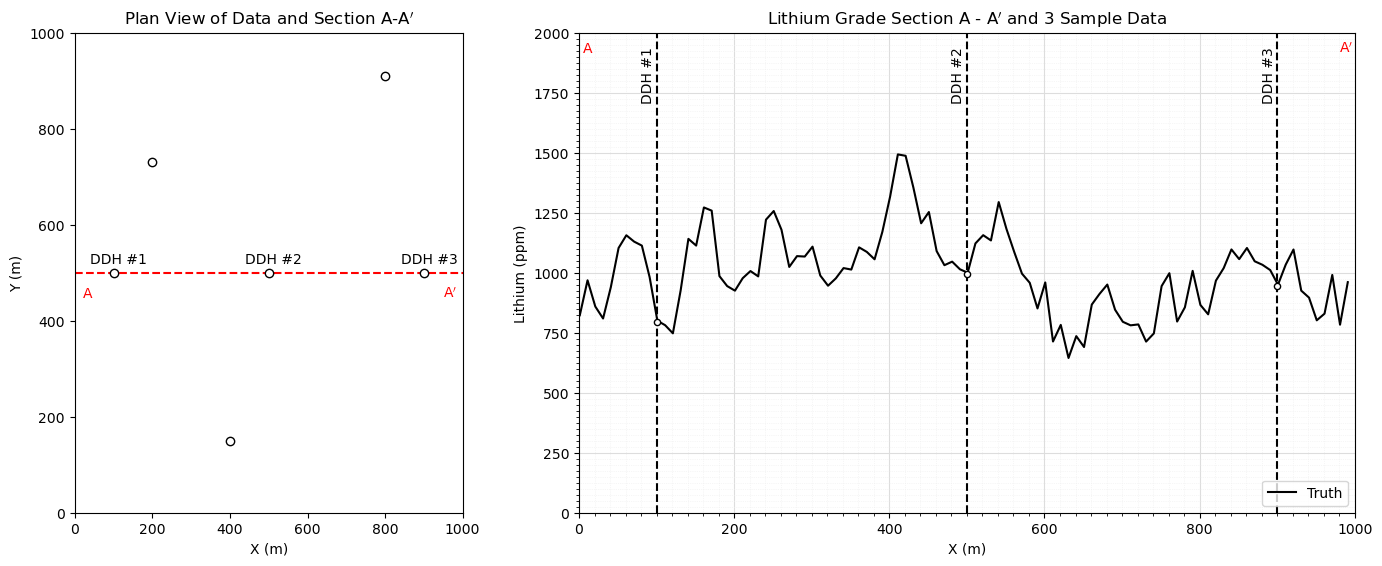 Plan View of Data and Section A-A′
1000
800
600
400
200
0
Y (m)
DDH #1
DDH #2
DDH #3
A
A′
0
200
400
600
800
1000
X (m)
Lithium Grade Section A - A′ and 3 Sample Data
2000
1750
1500
1250
1000
750
500
250
0
Lithium (ppm)
A
A′
DDH #1
DDH #2
DDH #3
Truth
0
200
400
600
800
1000
X (m)